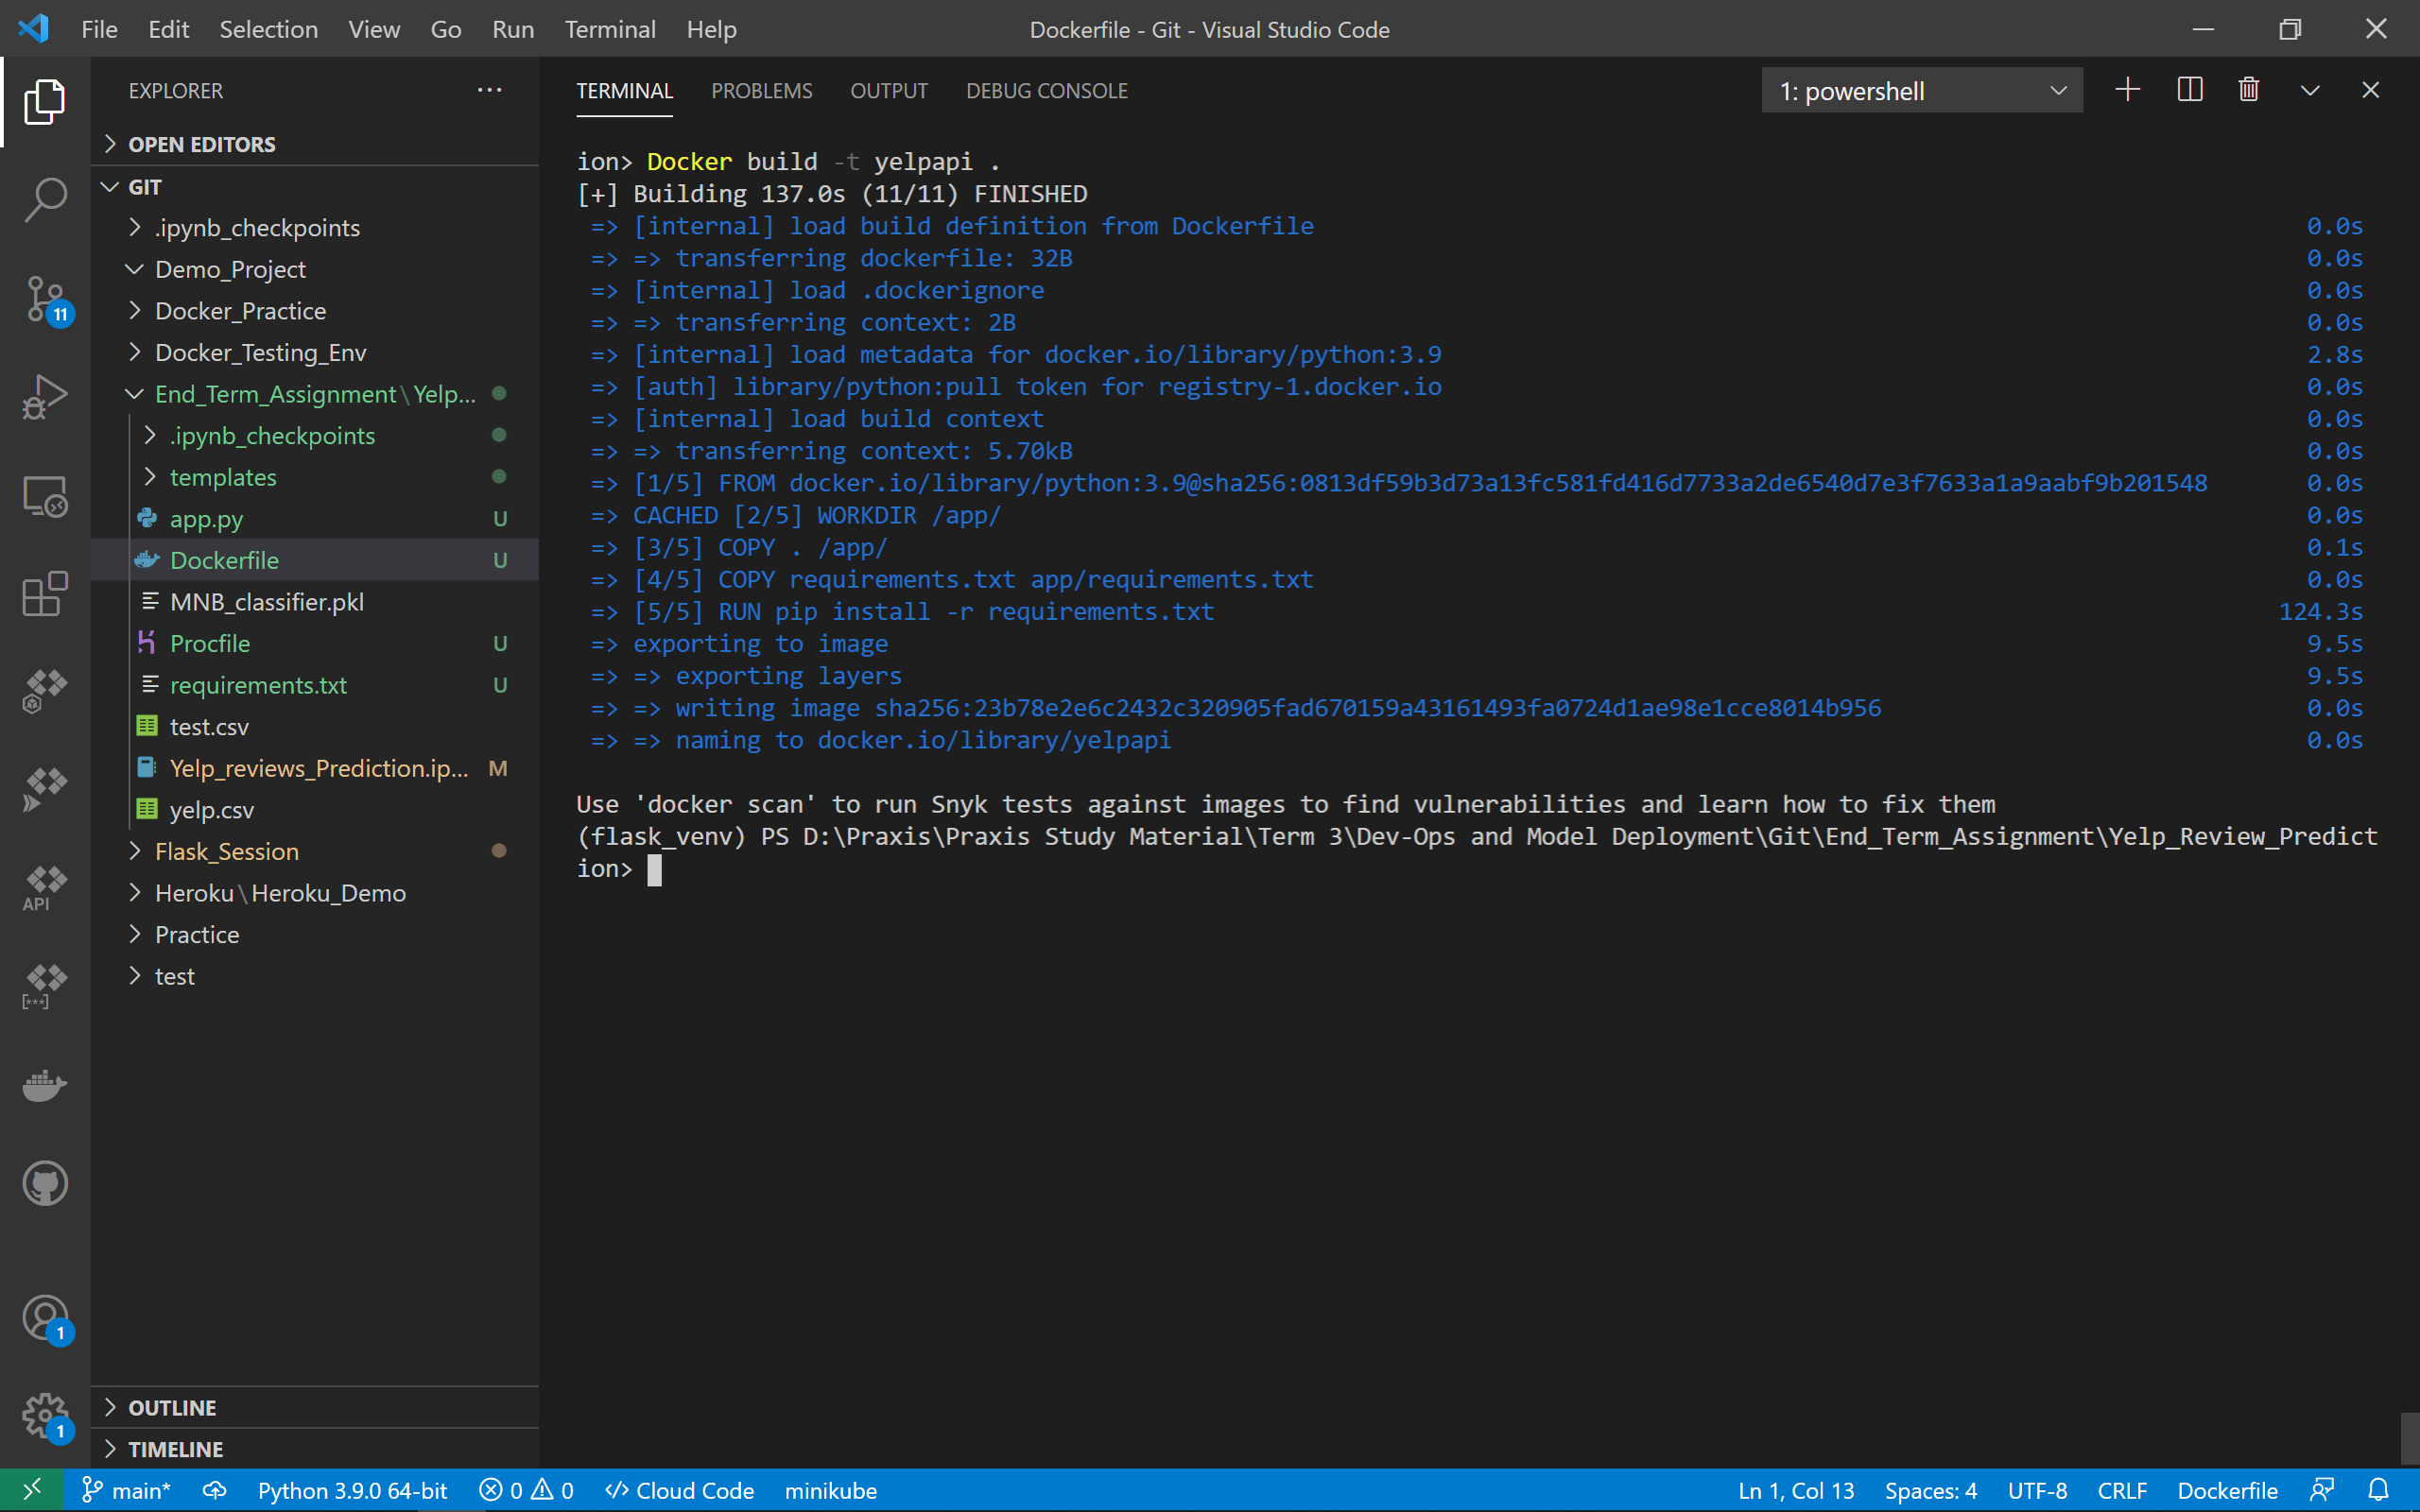 File Edit Selection View Go Run Terminal Help
Dockerfile - Git - Visual Studio Code
EXPLORER
OPEN EDITORS
GIT
.ipynb_checkpoints
Demo_Project
Docker_Practice
Docker_Testing_Env
End_Term_Assignment\Yelp...
.ipynb_checkpoints
templates
app.py U
Dockerfile U
MNB_classifier.pkl
Procfile U
requirements.txt U
test.csv
Yelp_reviews_Prediction.ip... M
yelp.csv
Flask_Session
Heroku\Heroku_Demo
Practice
test
OUTLINE
TIMELINE
11
API
[***]
1
1
TERMINAL PROBLEMS OUTPUT DEBUG CONSOLE
1: powershell
ion> Docker build -t yelpapi .
[+] Building 137.0s (11/11) FINISHED
=> [internal] load build definition from Dockerfile 0.0s
=> => transferring dockerfile: 32B 0.0s
=> [internal] load .dockerignore 0.0s
=> => transferring context: 2B 0.0s
=> [internal] load metadata for docker.io/library/python:3.9 2.8s
=> [auth] library/python:pull token for registry-1.docker.io 0.0s
=> [internal] load build context 0.0s
=> => transferring context: 5.70kB 0.0s
=> [1/5] FROM docker.io/library/python:3.9@sha256:0813df59b3d73a13fc581fd416d7733a2de6540d7e3f7633a1a9aabf9b201548 0.0s
=> CACHED [2/5] WORKDIR /app/ 0.0s
=> [3/5] COPY . /app/ 0.1s
=> [4/5] COPY requirements.txt app/requirements.txt 0.0s
=> [5/5] RUN pip install -r requirements.txt 124.3s
=> exporting to image 9.5s
=> => exporting layers 9.5s
=> => writing image sha256:23b78e2e6c2432c320905fad670159a43161493fa0724d1ae98e1cce8014b956 0.0s
=> => naming to docker.io/library/yelpapi 0.0s
Use 'docker scan' to run Snyk tests against images to find vulnerabilities and learn how to fix them
(flask_venv) PS D:\Praxis\Praxis Study Material\Term 3\Dev-Ops and Model Deployment\Git\End_Term_Assignment\Yelp_Review_Predict
ion>
main* Python 3.9.0 64-bit 0 0 Cloud Code minikube Ln 1, Col 13 Spaces: 4 UTF-8 CRLF Dockerfile